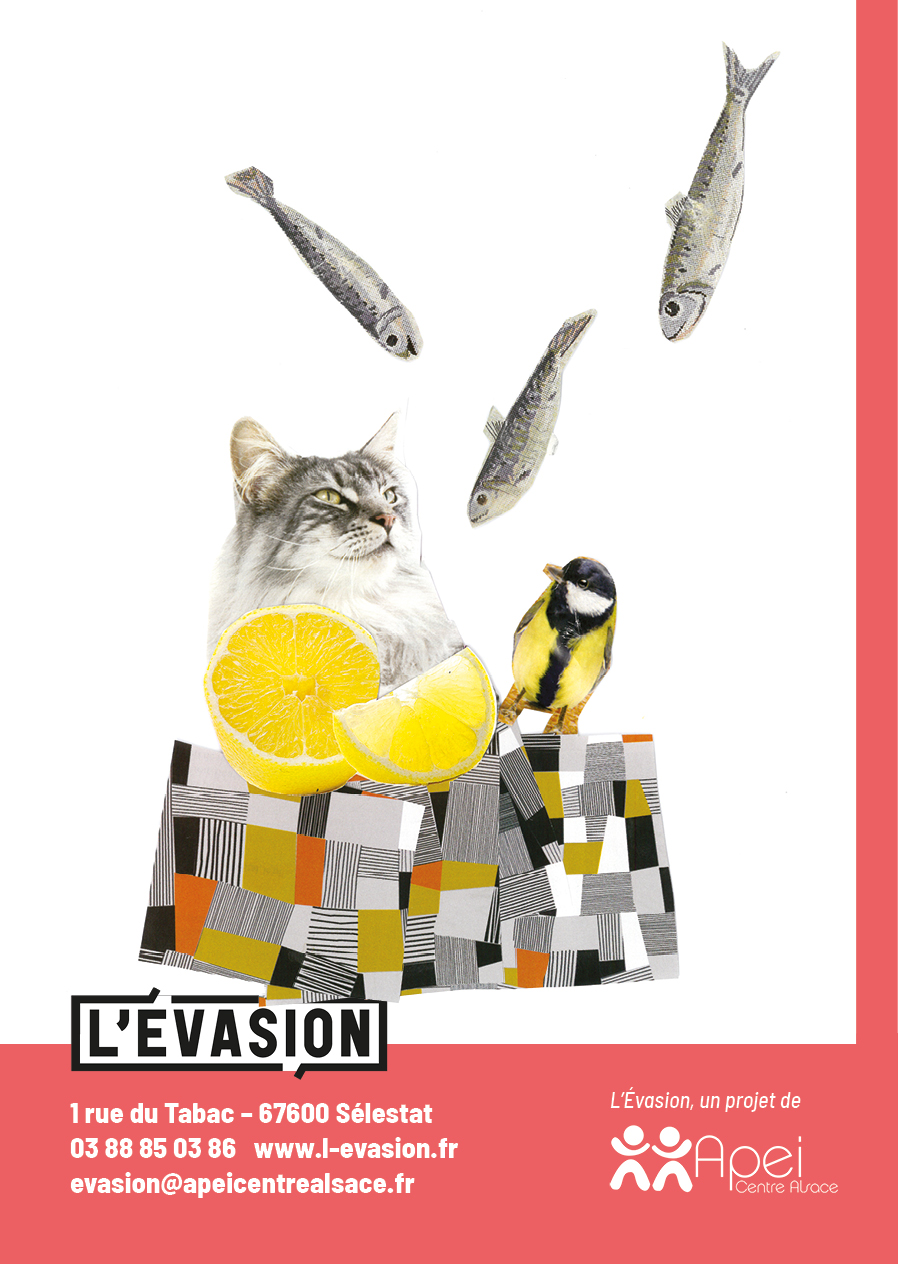 L'ÉVASION
1 rue du Tabac – 67600 Sélestat
03 88 85 03 86 www.l-evasion.fr
evasion@apeicentrealsace.fr
L'Évasion, un projet de
Apei
Centre Alsace